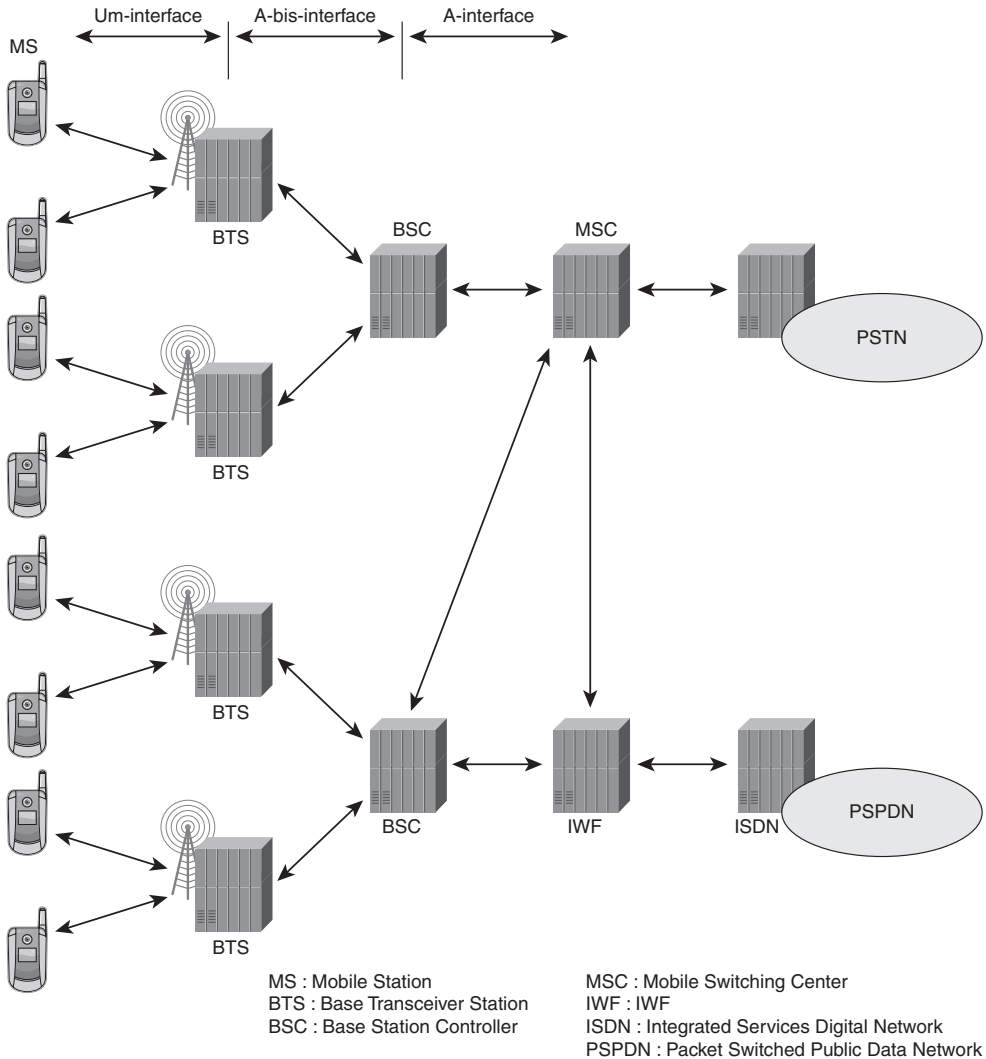 Um-interface A-bis-interface A-interface
MS
BTS
BSC MSC
PSTN
BTS
BTS
BSC IWF ISDN PSPDN
BTS
MS : Mobile Station
BTS : Base Transceiver Station
BSC : Base Station Controller
MSC : Mobile Switching Center
IWF : IWF
ISDN : Integrated Services Digital Network
PSPDN : Packet Switched Public Data Network